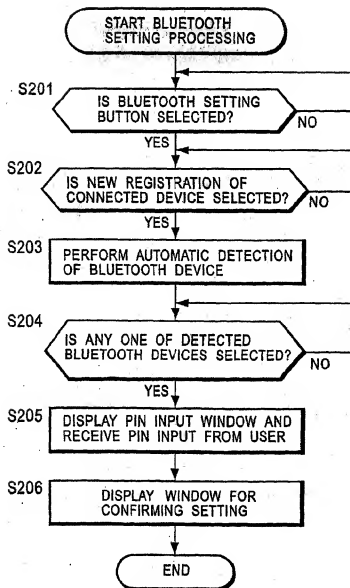 START BLUETOOTH
SETTING PROCESSING
S201
IS BLUETOOTH SETTING
BUTTON SELECTED?
NO
YES
S202
IS NEW REGISTRATION OF
CONNECTED DEVICE SELECTED?
NO
YES
S203
PERFORM AUTOMATIC DETECTION
OF BLUETOOTH DEVICE
S204
IS ANY ONE OF DETECTED
BLUETOOTH DEVICES SELECTED?
NO
YES
S205
DISPLAY PIN INPUT WINDOW AND
RECEIVE PIN INPUT FROM USER
S206
DISPLAY WINDOW FOR
CONFIRMING SETTING
END